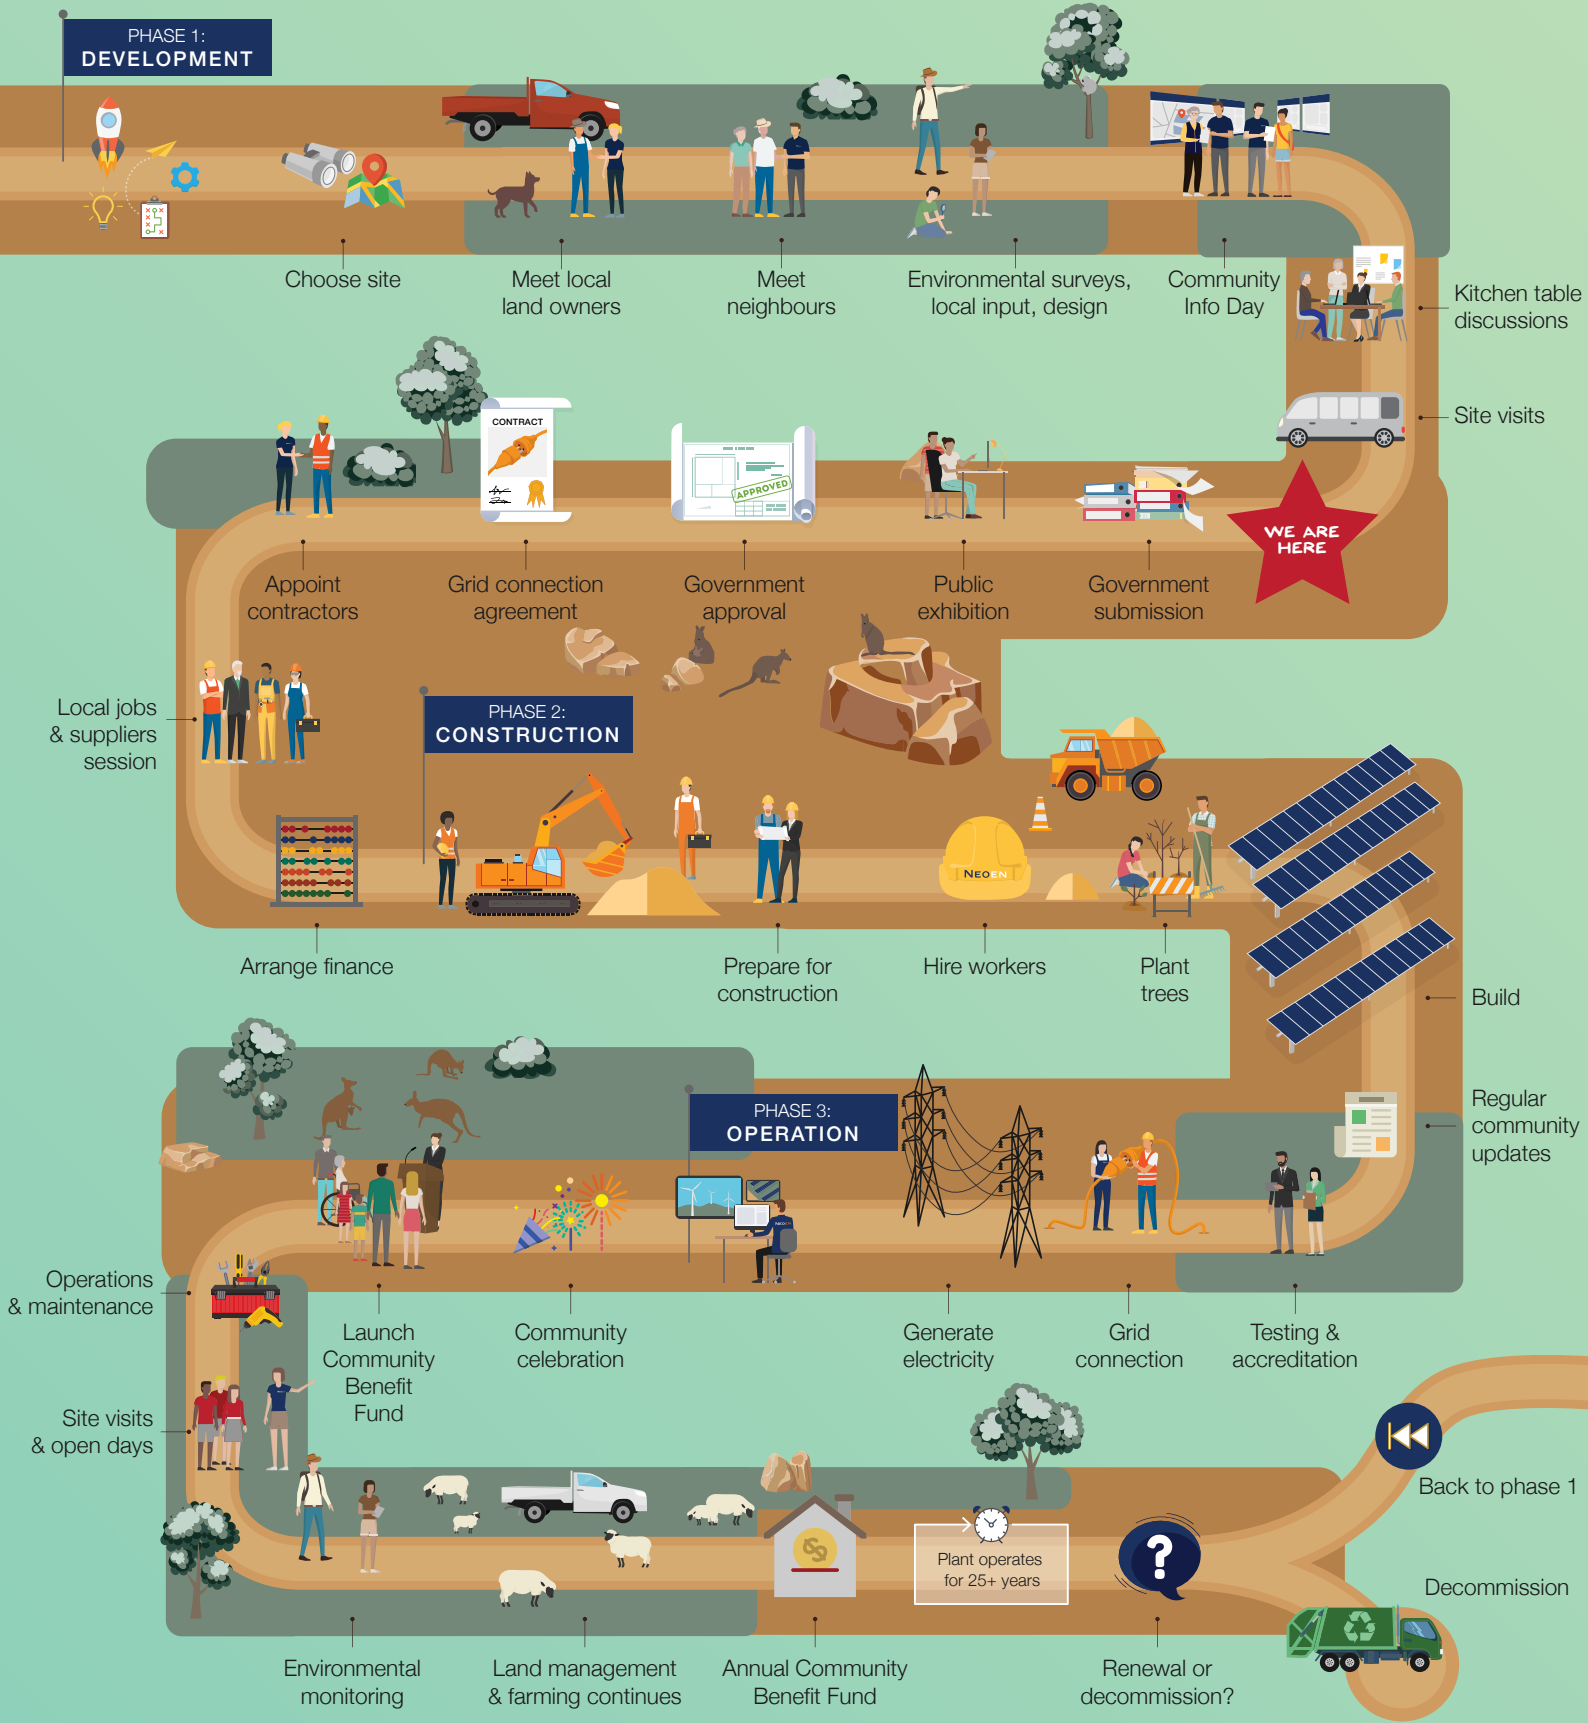 PHASE 1:
DEVELOPMENT
Choose site
Meet local
land owners
Meet
neighbours
Environmental surveys,
local input, design
Community
Info Day
Kitchen table
discussions
Site visits
WE ARE
HERE
Government
submission
Public
exhibition
APPROVED
Government
approval
CONTRACT
Grid connection
agreement
Appoint
contractors
Local jobs
& suppliers
session
Arrange finance
PHASE 2:
CONSTRUCTION
Prepare for
construction
NEOEN
Hire workers
Plant
trees
Build
Regular
community
updates
Testing &
accreditation
Grid
connection
Generate
electricity
PHASE 3:
OPERATION
NEOEN
Community
celebration
Launch
Community
Benefit
Fund
Operations
& maintenance
Site visits
& open days
Environmental
monitoring
Land management
& farming continues
$
Annual Community
Benefit Fund
Plant operates
for 25+ years
?
Renewal or
decommission?
Back to phase 1
Decommission